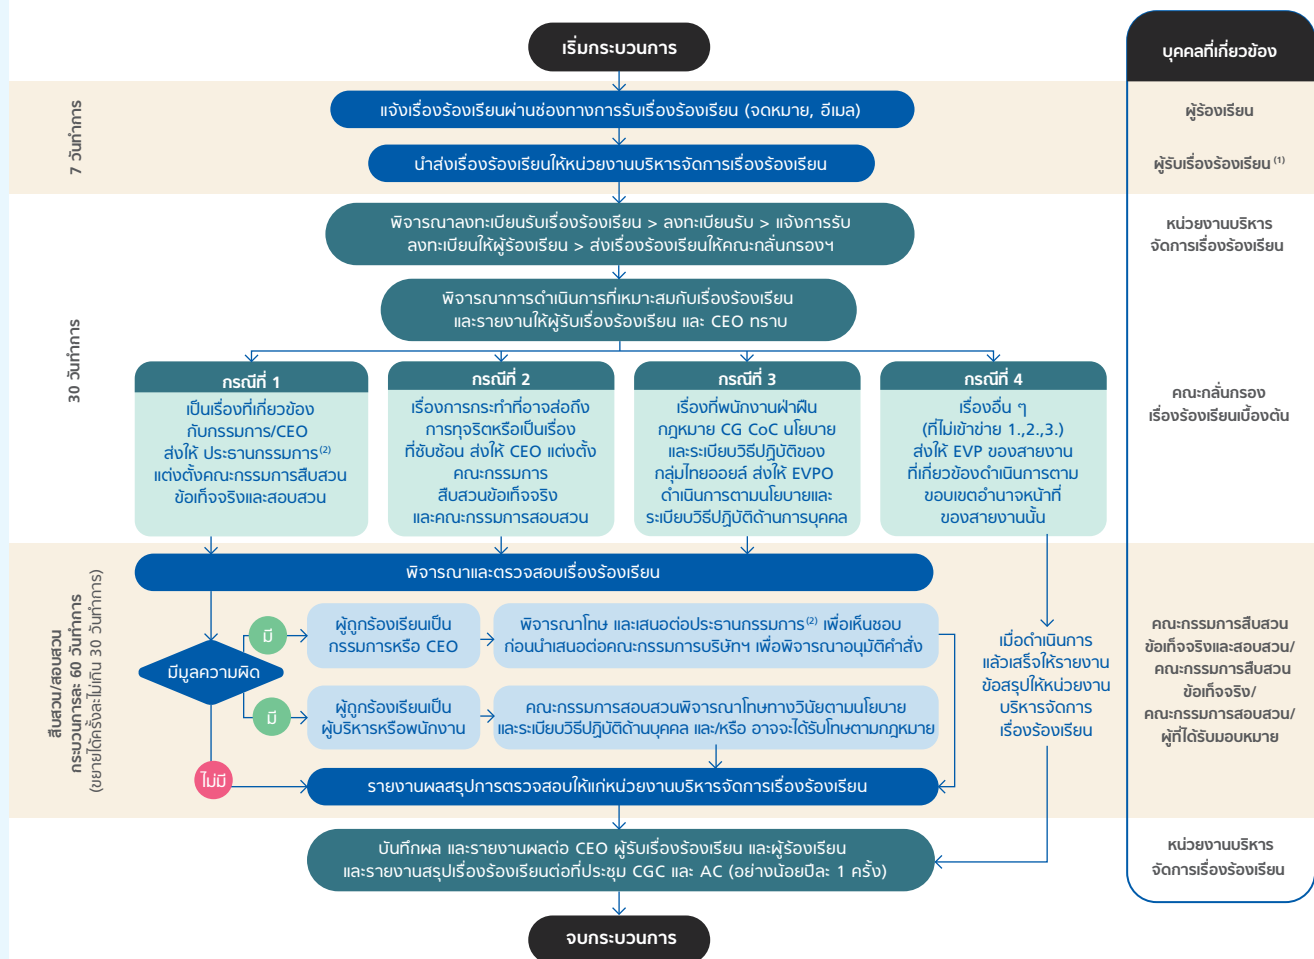 เริ่มกระบวนการ
บุคคลที่เกี่ยวข้อง
7 วันทำการ
แจ้งเรื่องร้องเรียนผ่านช่องทางการรับเรื่องร้องเรียน (จดหมาย, อีเมล)
ผู้ร้องเรียน
นำส่งเรื่องร้องเรียนให้หน่วยงานบริหารจัดการเรื่องร้องเรียน
ผู้รับเรื่องร้องเรียน (1)
30 วันทำการ
พิจารณาลงทะเบียนรับเรื่องร้องเรียน > ลงทะเบียนรับ > แจ้งการรับ
ลงทะเบียนให้ผู้ร้องเรียน > ส่งเรื่องร้องเรียนให้คณะกลั่นกรองฯ
หน่วยงานบริหาร
จัดการเรื่องร้องเรียน
พิจารณาการดำเนินการที่เหมาะสมกับเรื่องร้องเรียน
และรายงานให้ผู้รับเรื่องร้องเรียน และ CEO ทราบ
กรณีที่ 1
เป็นเรื่องที่เกี่ยวข้อง
กับกรรมการ/CEO
ส่งให้ ประธานกรรมการ(2)
แต่งตั้งคณะกรรมการสืบสวน
ข้อเท็จจริงและสอบสวน
กรณีที่ 2
เรื่องการกระทำที่อาจส่อถึง
การทุจริตหรือเป็นเรื่อง
ที่ซับซ้อน ส่งให้ CEO แต่งตั้ง
คณะกรรมการ
สืบสวนข้อเท็จจริง
และคณะกรรมการสอบสวน
กรณีที่ 3
เรื่องที่พนักงานฝ่าฝืน
กฎหมาย CG CoC นโยบาย
และระเบียบวิธีปฏิบัติของ
กลุ่มไทยออยล์ ส่งให้ EVPO
ดำเนินการตามนโยบายและ
ระเบียบวิธีปฏิบัติด้านการบุคคล
กรณีที่ 4
เรื่องอื่น ๆ
(ที่ไม่เข้าข่าย 1.,2.,3.)
ส่งให้ EVP ของสายงาน
ที่เกี่ยวข้องดำเนินการตาม
ขอบเขตอำนาจหน้าที่
ของสายงานนั้น
คณะกลั่นกรอง
เรื่องร้องเรียนเบื้องต้น
สืบสวน/สอบสวน
กระบวนการละ 60 วันทำการ
(ขยายได้ครั้งละไม่เกิน 30 วันทำการ)
พิจารณาและตรวจสอบเรื่องร้องเรียน
มีมูลความผิด
มี
ผู้ถูกร้องเรียนเป็น
กรรมการหรือ CEO
พิจารณาโทษ และเสนอต่อประธานกรรมการ(2) เพื่อเห็นชอบ
ก่อนนำเสนอต่อคณะกรรมการบริษัทฯ เพื่อพิจารณาอนุมัติคำสั่ง
มี
ผู้ถูกร้องเรียนเป็น
ผู้บริหารหรือพนักงาน
คณะกรรมการสอบสวนพิจารณาโทษทางวินัยตามนโยบาย
และระเบียบวิธีปฏิบัติด้านบุคคล และ/หรือ อาจจะได้รับโทษตามกฎหมาย
ไม่มี
รายงานผลสรุปการตรวจสอบให้แก่หน่วยงานบริหารจัดการเรื่องร้องเรียน
เมื่อดำเนินการ
แล้วเสร็จให้รายงาน
ข้อสรุปให้หน่วยงาน
บริหารจัดการ
เรื่องร้องเรียน
คณะกรรมการสืบสวน
ข้อเท็จจริงและสอบสวน/
คณะกรรมการสืบสวน
ข้อเท็จจริง/
คณะกรรมการสอบสวน/
ผู้ที่ได้รับมอบหมาย
บันทึกผล และรายงานผลต่อ CEO ผู้รับเรื่องร้องเรียน และผู้ร้องเรียน
และรายงานสรุปเรื่องร้องเรียนต่อที่ประชุม CGC และ AC (อย่างน้อยปีละ 1 ครั้ง)
หน่วยงานบริหาร
จัดการเรื่องร้องเรียน
จบกระบวนการ